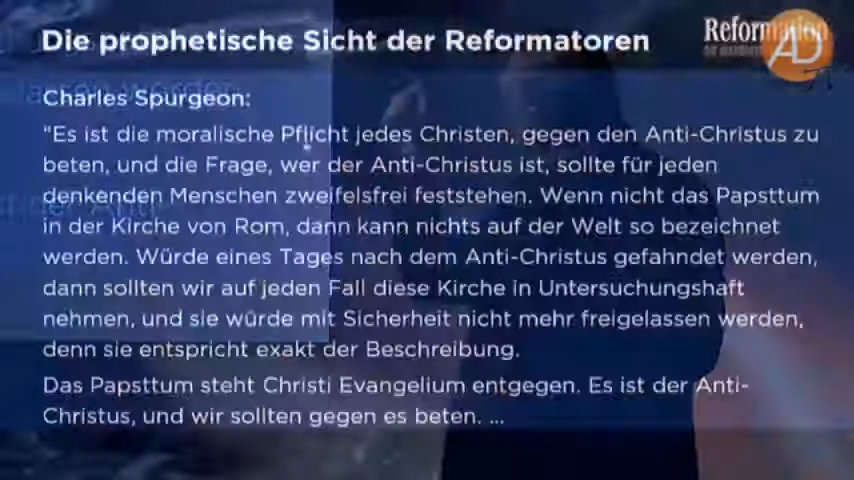 Die prophetische Sicht der Reformatoren
Reformation
AD
Charles Spurgeon:
"Es ist die moralische Pflicht jedes Christen, gegen den Anti-Christus zu
beten, und die Frage, wer der Anti-Christus ist, sollte für jeden
denkenden Menschen zweifelsfrei feststehen. Wenn nicht das Papsttum
in der Kirche von Rom, dann kann nichts auf der Welt so bezeichnet
werden. Würde eines Tages nach dem Anti-Christus gefahndet werden,
dann sollten wir auf jeden Fall diese Kirche in Untersuchungshaft
nehmen, und sie würde mit Sicherheit nicht mehr freigelassen werden,
denn sie entspricht exakt der Beschreibung.
Das Papsttum steht Christi Evangelium entgegen. Es ist der Anti-
Christus, und wir sollten gegen es beten. ...